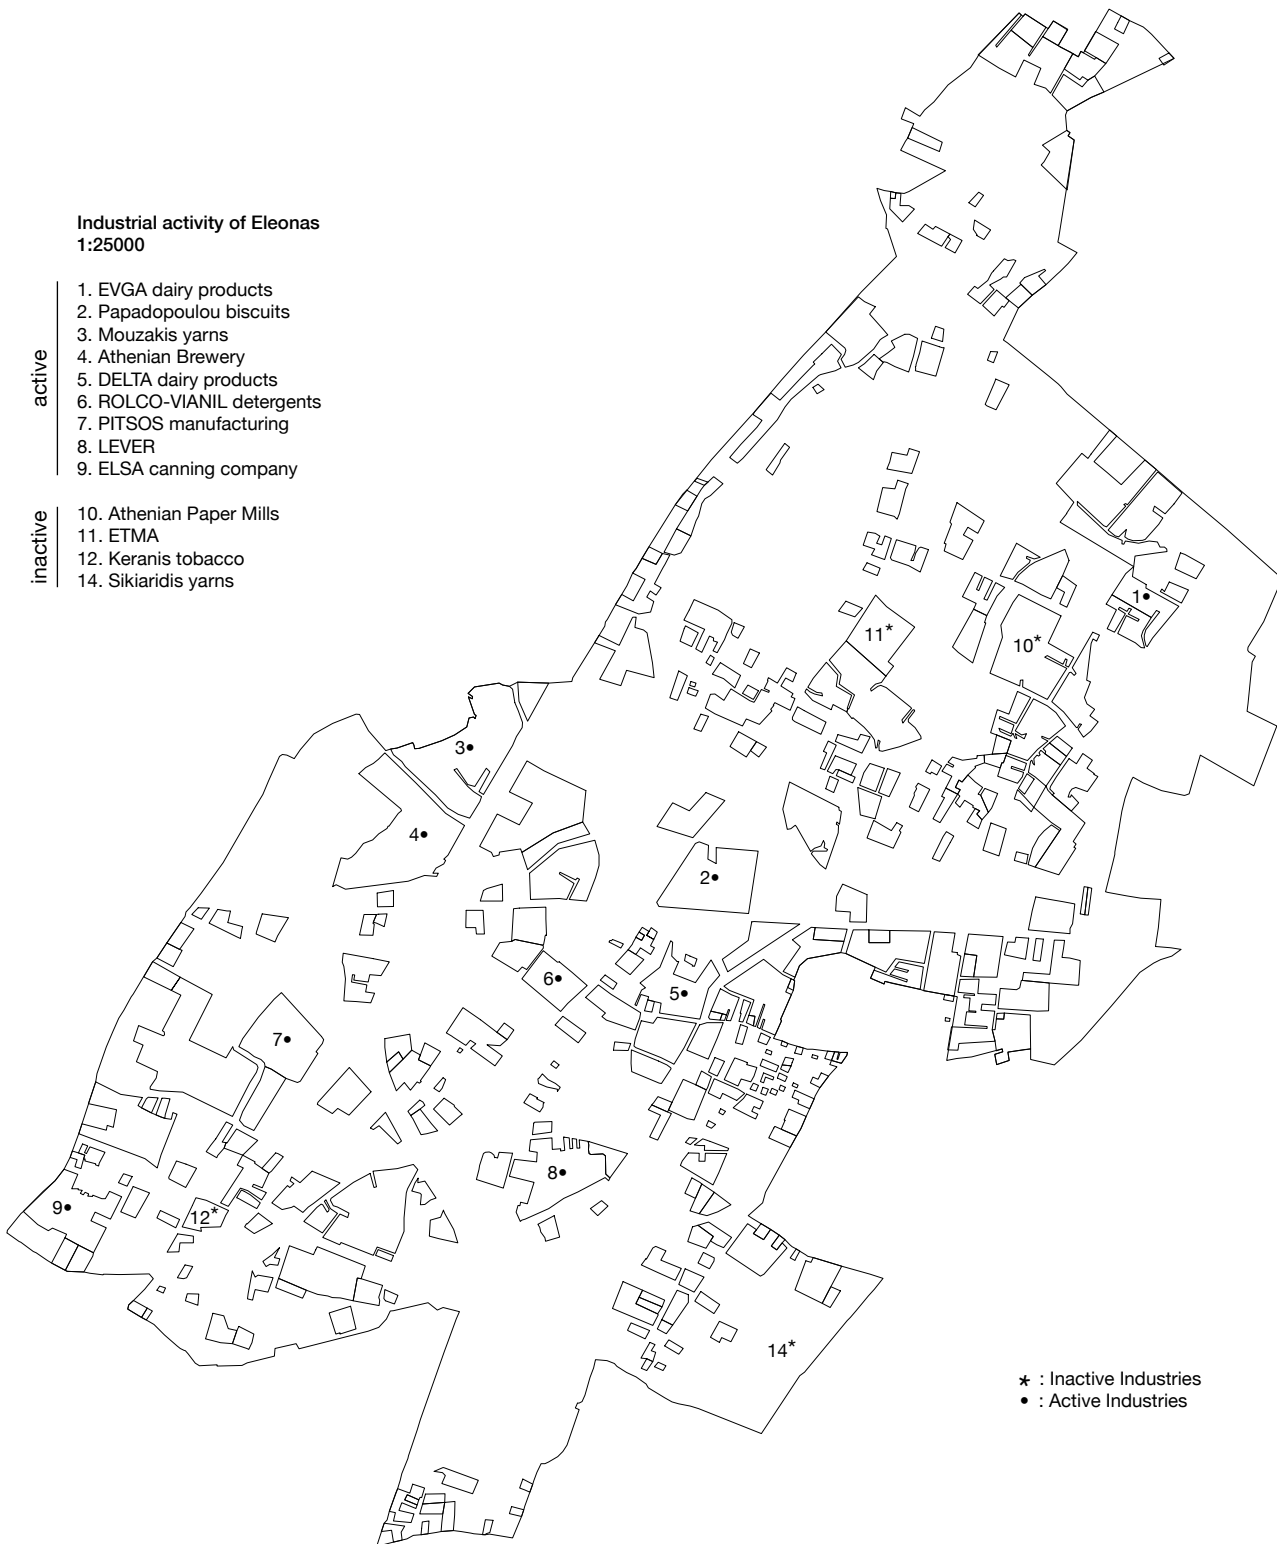 Industrial activity of Eleonas
1:25000
active
1. EVGA dairy products
2. Papadopoulou biscuits
3. Mouzakis yarns
4. Athenian Brewery
5. DELTA dairy products
6. ROLCO-VIANIL detergents
7. PITSOS manufacturing
8. LEVER
9. ELSA canning company
inactive
10. Athenian Paper Mills
11. ETMA
12. Keranis tobacco
14. Sikiaridis yarns
1•
11*
10*
3•
4•
2•
6•
5•
7•
8•
9•
12*
14*
* : Inactive Industries
• : Active Industries